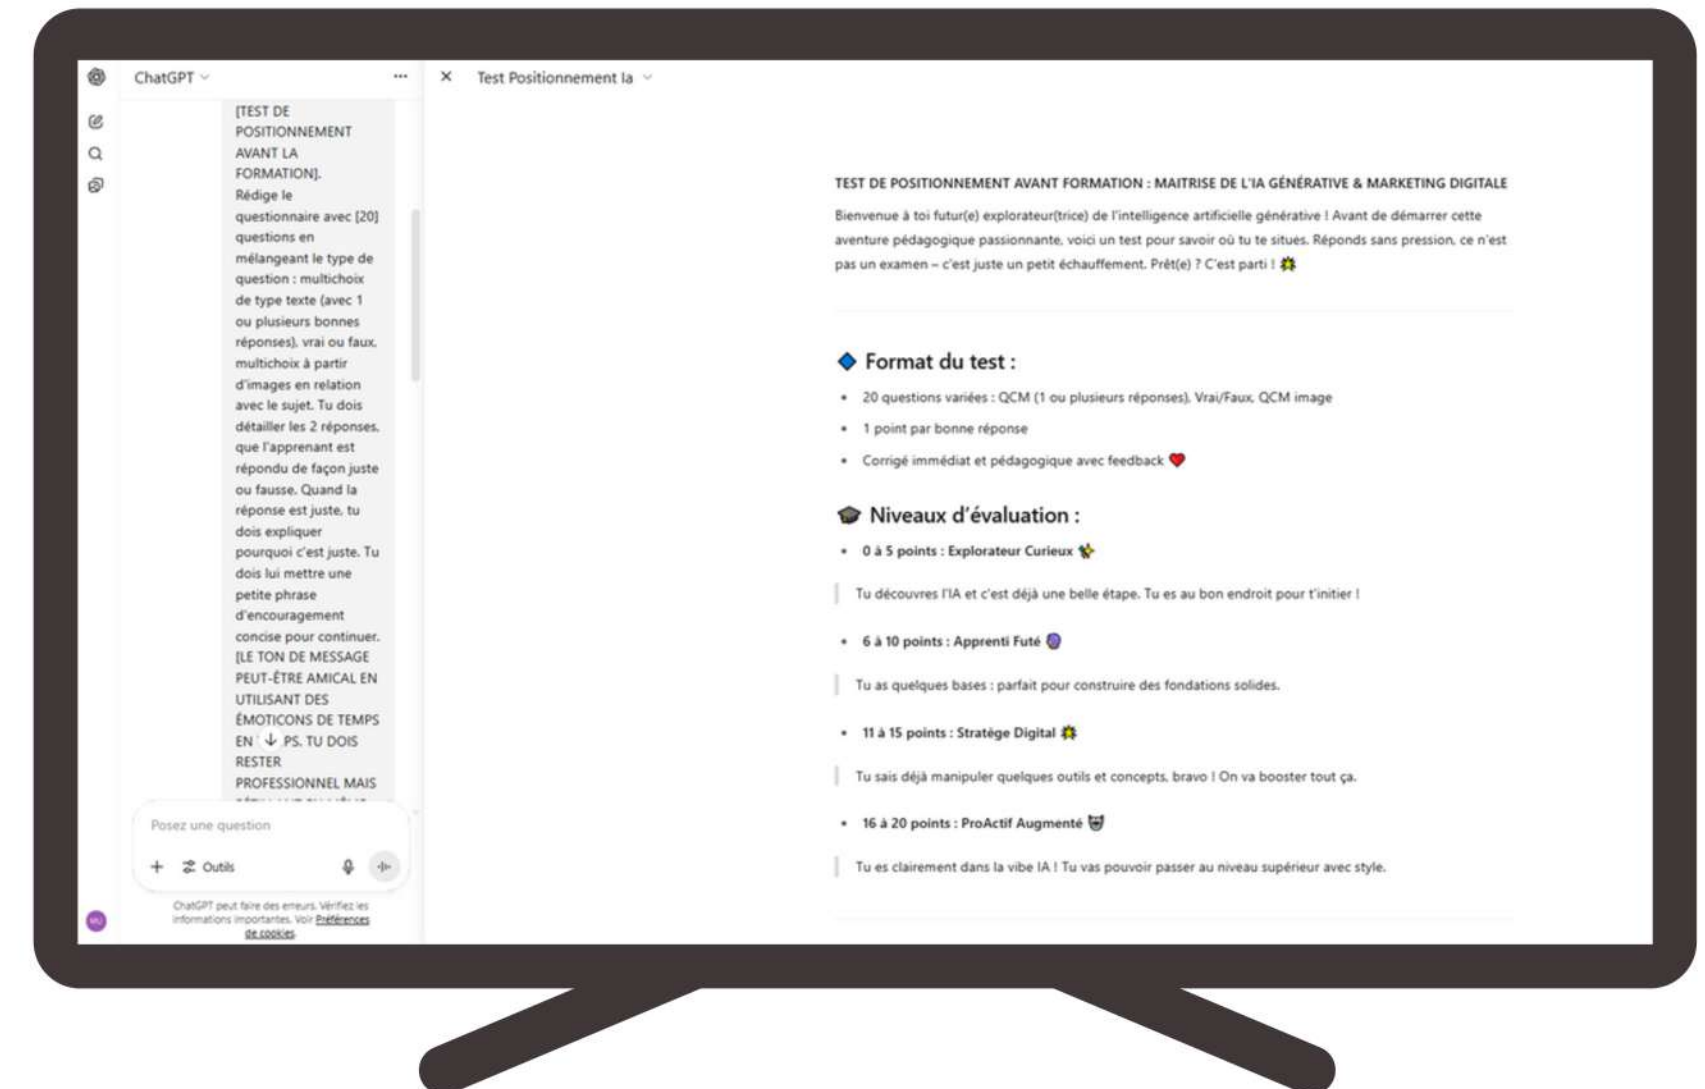 ChatGPT
[TEST DE
POSITIONNEMENT
AVANT LA
FORMATION].
Rédige le
questionnaire avec [20]
questions en
mélangeant le type de
question : multichoix
de type texte (avec 1
ou plusieurs bonnes
réponses), vrai ou faux,
multichoix à partir
d'images en relation
avec le sujet. Tu dois
détailler les 2 réponses,
que l'apprenant est
répondu de façon juste
ou fausse. Quand la
réponse est juste, tu
dois expliquer
pourquoi c'est juste. Tu
dois lui mettre une
petite phrase
d'encouragement
concise pour continuer.
[LE TON DE MESSAGE
PEUT-ÊTRE AMICAL EN
UTILISANT DES
ÉMOTICONS DE TEMPS
EN PS. TU DOIS
RESTER
PROFESSIONNEL MAIS
Posez une question
Outils
ChatGPT peut faire des erreurs. Vérifiez les
informations importantes. Voir Préférences
de cookies.
MU
Test Positionnement Ia
TEST DE POSITIONNEMENT AVANT FORMATION : MAITRISE DE L'IA GÉNÉRATIVE & MARKETING DIGITALE
Bienvenue à toi futur(e) explorateur(trice) de l'intelligence artificielle générative ! Avant de démarrer cette
aventure pédagogique passionnante, voici un test pour savoir où tu te situes. Réponds sans pression, ce n'est
pas un examen – c'est juste un petit échauffement. Prêt(e) ? C'est parti !
Format du test :
• 20 questions variées : QCM (1 ou plusieurs réponses), Vrai/Faux, QCM image
• 1 point par bonne réponse
• Corrigé immédiat et pédagogique avec feedback ❤️
🎓 Niveaux d'évaluation :
• 0 à 5 points : Explorateur Curieux
Tu découvres l'IA et c'est déjà une belle étape. Tu es au bon endroit pour t'initier !
• 6 à 10 points : Apprenti Futé
Tu as quelques bases : parfait pour construire des fondations solides.
• 11 à 15 points : Stratège Digital
Tu sais déjà manipuler quelques outils et concepts, bravo ! On va booster tout ça.
• 16 à 20 points : ProActif Augmenté
Tu es clairement dans la vibe IA ! Tu vas pouvoir passer au niveau supérieur avec style.